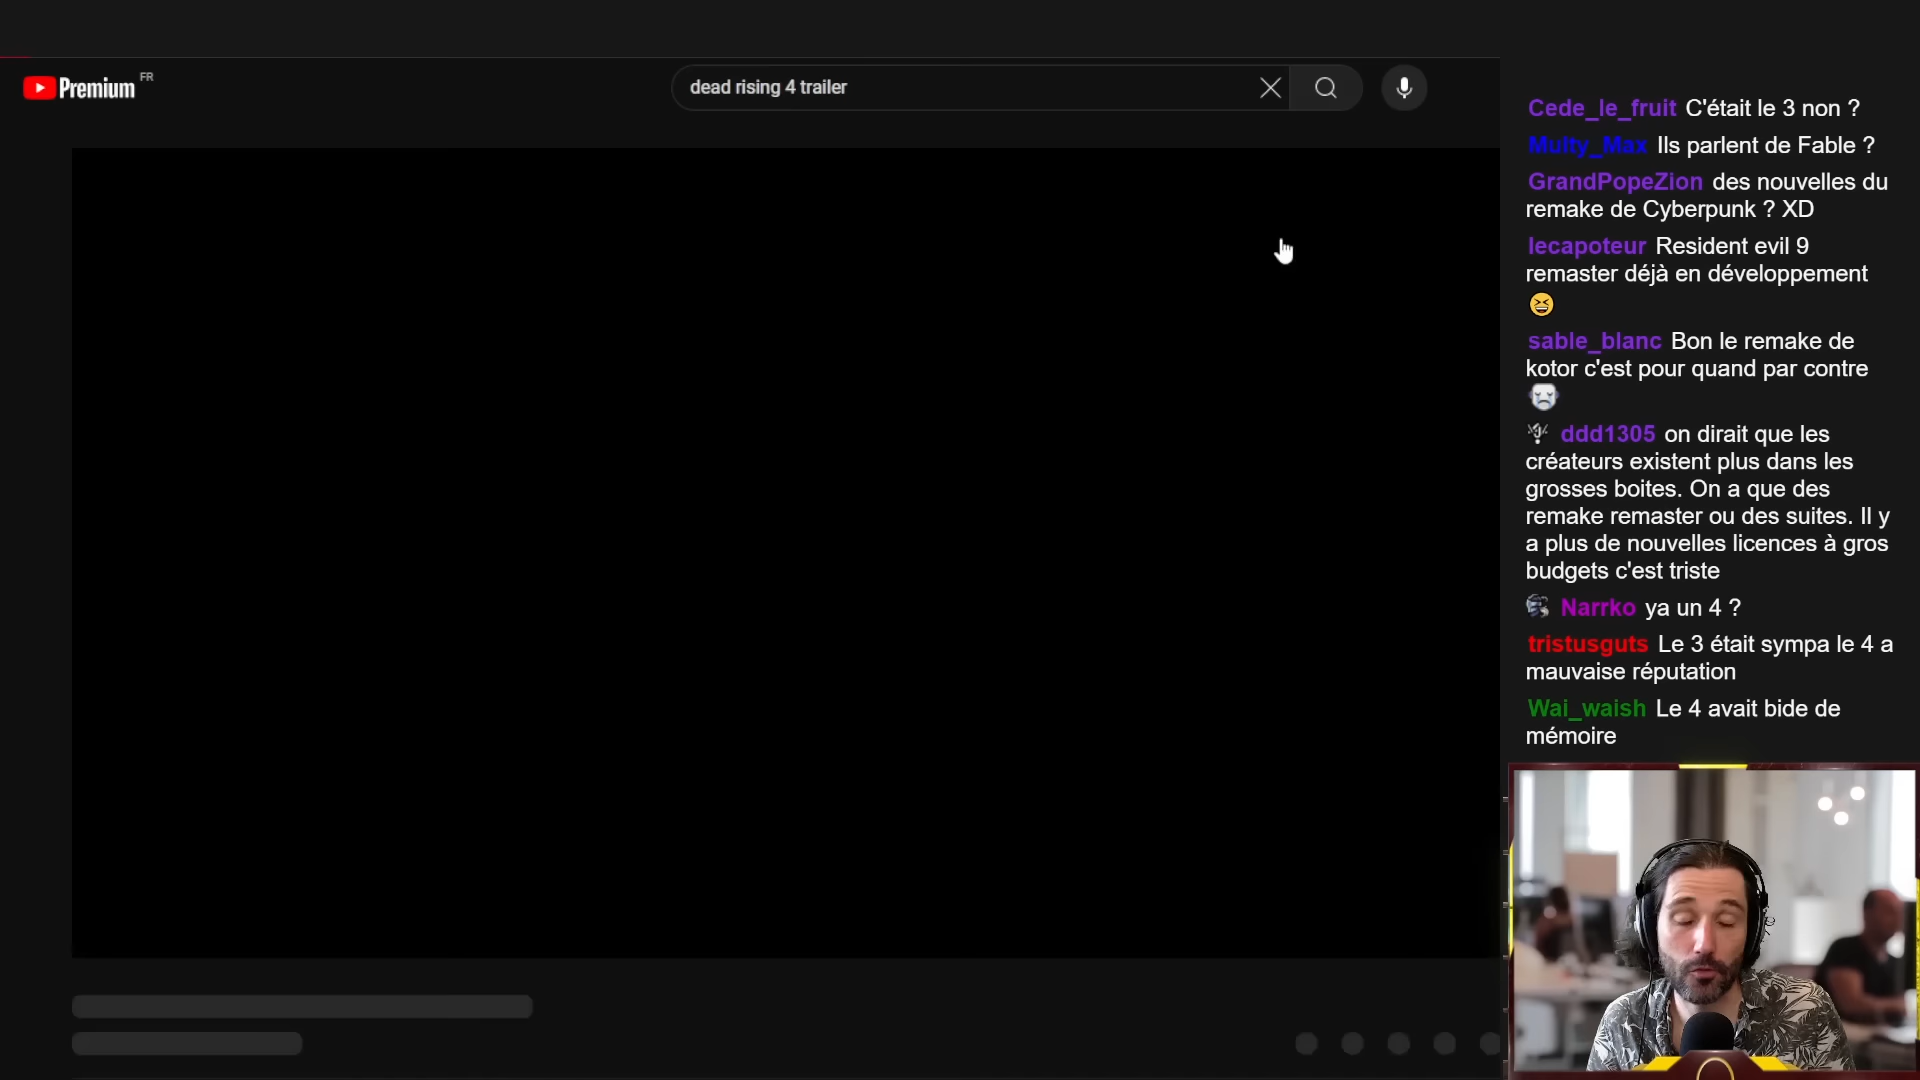 Premium FR
dead rising 4 trailer
Cede_le_fruit C'était le 3 non ?
Multy_Max Ils parlent de Fable ?
GrandPopeZion des nouvelles du
remake de Cyberpunk ? XD
lecapoteur Resident evil 9
remaster déjà en développement
😆
sable_blanc Bon le remake de
kotor c'est pour quand par contre
ddd1305 on dirait que les
créateurs existent plus dans les
grosses boites. On a que des
remake remaster ou des suites. Il y
a plus de nouvelles licences à gros
budgets c'est triste
Narrko ya un 4 ?
tristusguts Le 3 était sympa le 4 a
mauvaise réputation
Wai_waish Le 4 avait bide de
mémoire